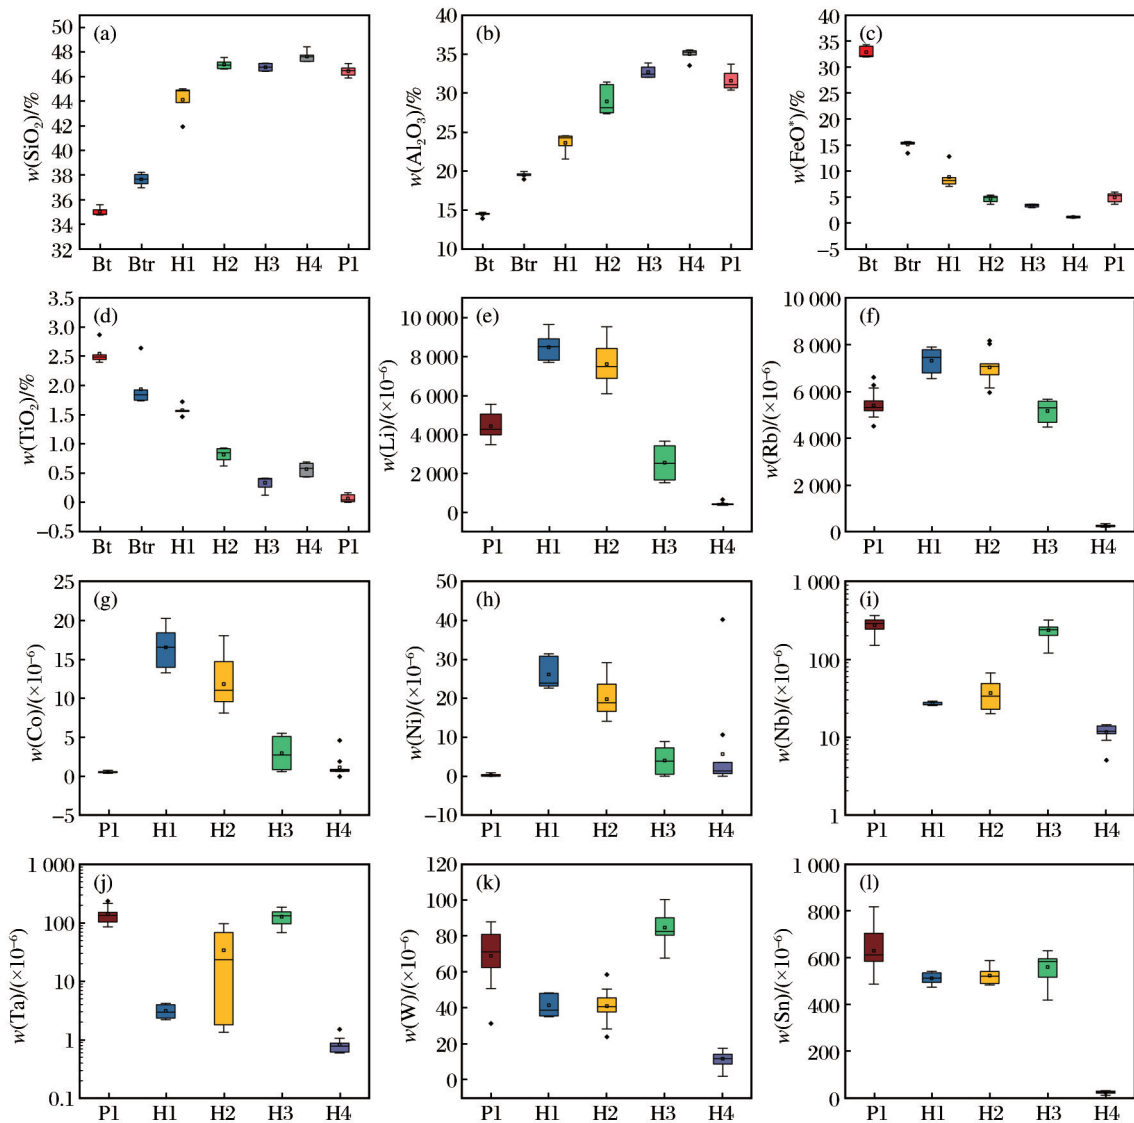 (a)
w(SiO₂)/%
50
48
46
44
42
40
38
36
34
32
Bt Btr H1 H2 H3 H4 P1
(b)
w(Al₂O₃)/%
40
35
30
25
20
15
10
Bt Btr H1 H2 H3 H4 P1
(c)
w(FeO*)/%
40
35
30
25
20
15
10
5
0
−5
Bt Btr H1 H2 H3 H4 P1
(d)
w(TiO₂)/%
3.5
3.0
2.5
2.0
1.5
1.0
0.5
0
−0.5
Bt Btr H1 H2 H3 H4 P1
(e)
w(Li)/(×10⁻⁶)
10 000
8 000
6 000
4 000
2 000
0
P1 H1 H2 H3 H4
(f)
w(Rb)/(×10⁻⁶)
10 000
8 000
6 000
4 000
2 000
0
P1 H1 H2 H3 H4
(g)
w(Co)/(×10⁻⁶)
25
20
15
10
5
0
−5
P1 H1 H2 H3 H4
(h)
w(Ni)/(×10⁻⁶)
50
40
30
20
10
0
−10
P1 H1 H2 H3 H4
(i)
w(Nb)/(×10⁻⁶)
1 000
100
10
1
P1 H1 H2 H3 H4
(j)
w(Ta)/(×10⁻⁶)
1 000
100
10
1
0.1
P1 H1 H2 H3 H4
(k)
w(W)/(×10⁻⁶)
120
100
80
60
40
20
0
P1 H1 H2 H3 H4
(l)
w(Sn)/(×10⁻⁶)
1 000
800
600
400
200
0
P1 H1 H2 H3 H4